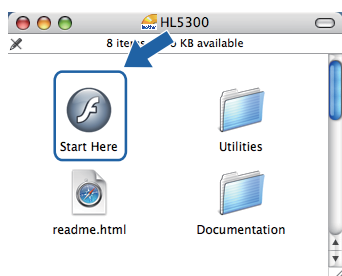 HL5300
8 items KB available
Start Here
Utilities
readme.html
Documentation